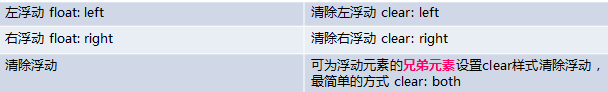 左浮动 float: left 清除左浮动 clear: left
右浮动 float: right 清除右浮动 clear: right
清除浮动 可为浮动元素的兄弟元素设置clear样式清除浮动，
最简单的方式 clear: both